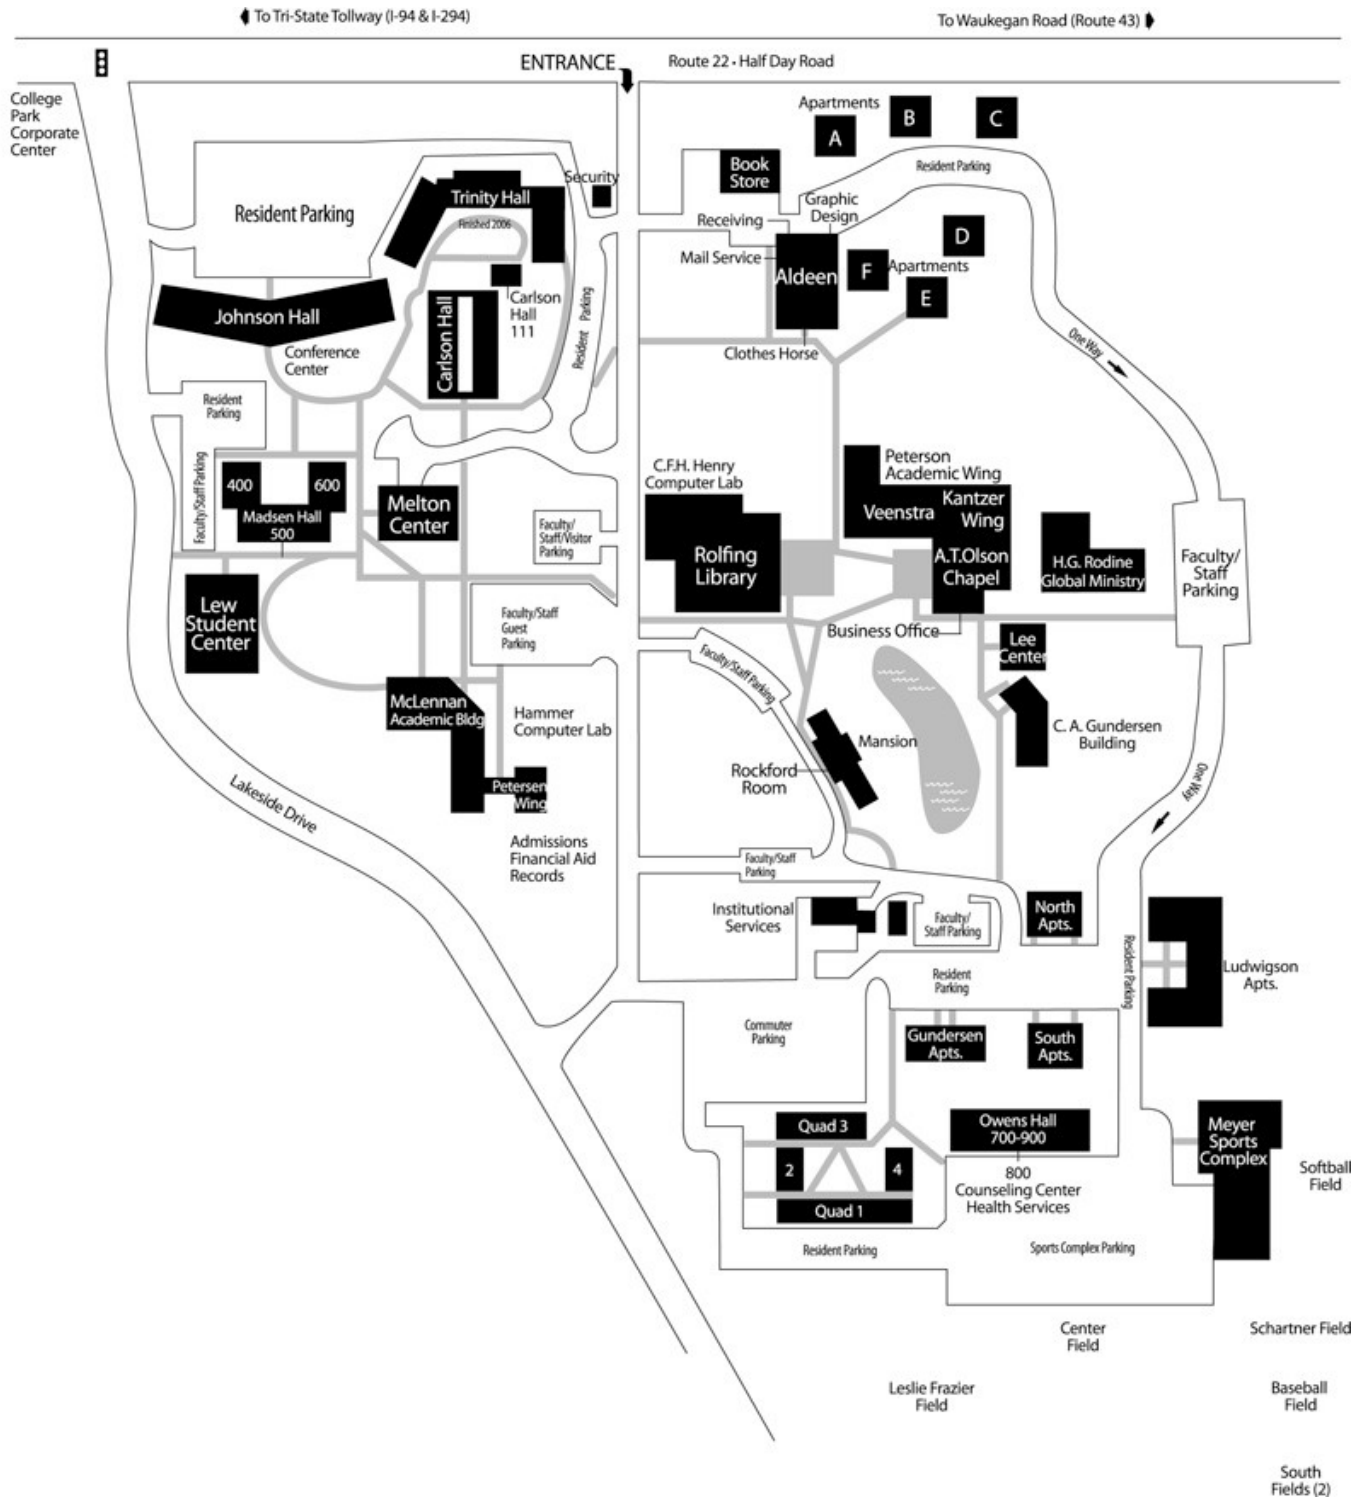 To Tri-State Tollway (I-94 & I-294)
To Waukegan Road (Route 43)
ENTRANCE
Route 22 • Half Day Road
College
Park
Corporate
Center
Apartments
A
B
C
Resident Parking
Book
Store
Security
Trinity Hall
Finished 2006
Resident Parking
Graphic
Design
Receiving
Mail Service
Aldeen
D
F
Apartments
E
Carlson
Hall
111
Carlson Hall
Resident Parking
Johnson Hall
Conference
Center
Clothes Horse
One Way
Resident
Parking
Faculty/Staff Parking
400
600
Madsen Hall
500
Melton
Center
Faculty/
Staff/Visitor
Parking
C.F.H. Henry
Computer Lab
Rolfing
Library
Peterson
Academic Wing
Veenstra
Kantzer
Wing
A.T.Olson
Chapel
H.G. Rodine
Global Ministry
Faculty/
Staff
Parking
Lew
Student
Center
Faculty/Staff
Guest
Parking
Business Office
Lee
Center
Faculty/Staff Parking
McLennan
Academic Bldg
Hammer
Computer Lab
Mansion
C. A. Gundersen
Building
Rockford
Room
Petersen
Wing
One Way
Lakeside Drive
Admissions
Financial Aid
Records
Faculty/Staff
Parking
Institutional
Services
Faculty/
Staff Parking
North
Apts.
Resident Parking
Ludwigson
Apts.
Resident
Parking
Commuter
Parking
Gundersen
Apts.
South
Apts.
Quad 3
Owens Hall
700-900
Meyer
Sports
Complex
2
4
800
Counseling Center
Health Services
Softball
Field
Quad 1
Resident Parking
Sports Complex Parking
Center
Field
Schartner Field
Leslie Frazier
Field
Baseball
Field
South
Fields (2)